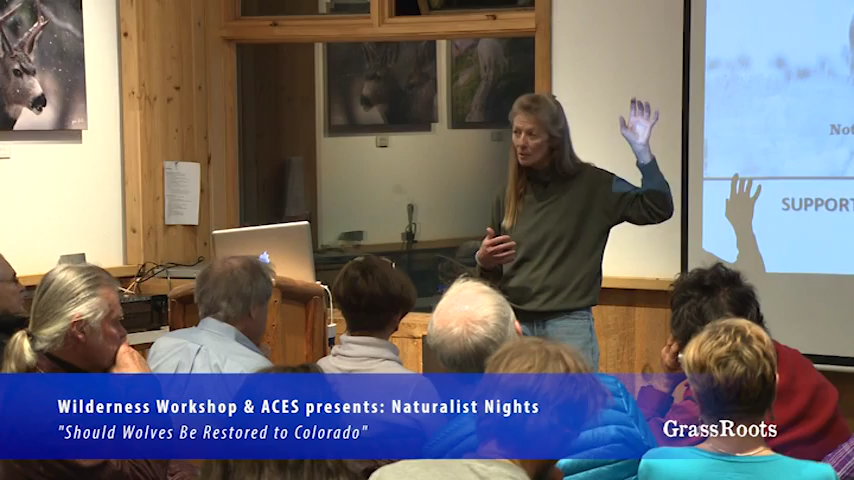 Not
SUPPORT
Wilderness Workshop & ACES presents: Naturalist Nights
"Should Wolves Be Restored to Colorado"
GrassRoots